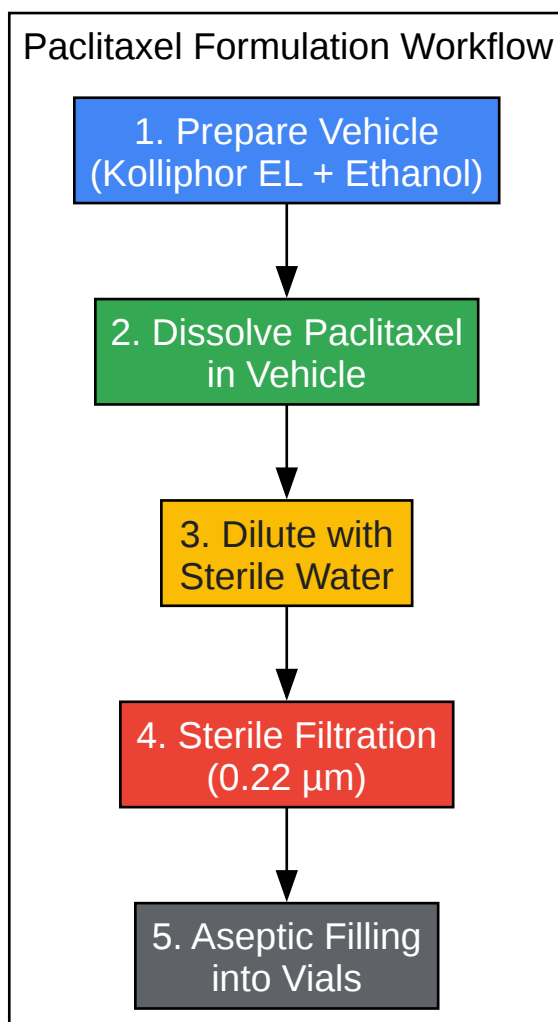 Paclitaxel Formulation Workflow
1. Prepare Vehicle
(Kolliphor EL + Ethanol)
2. Dissolve Paclitaxel
in Vehicle
3. Dilute with
Sterile Water
4. Sterile Filtration
(0.22 µm)
5. Aseptic Filling
into Vials